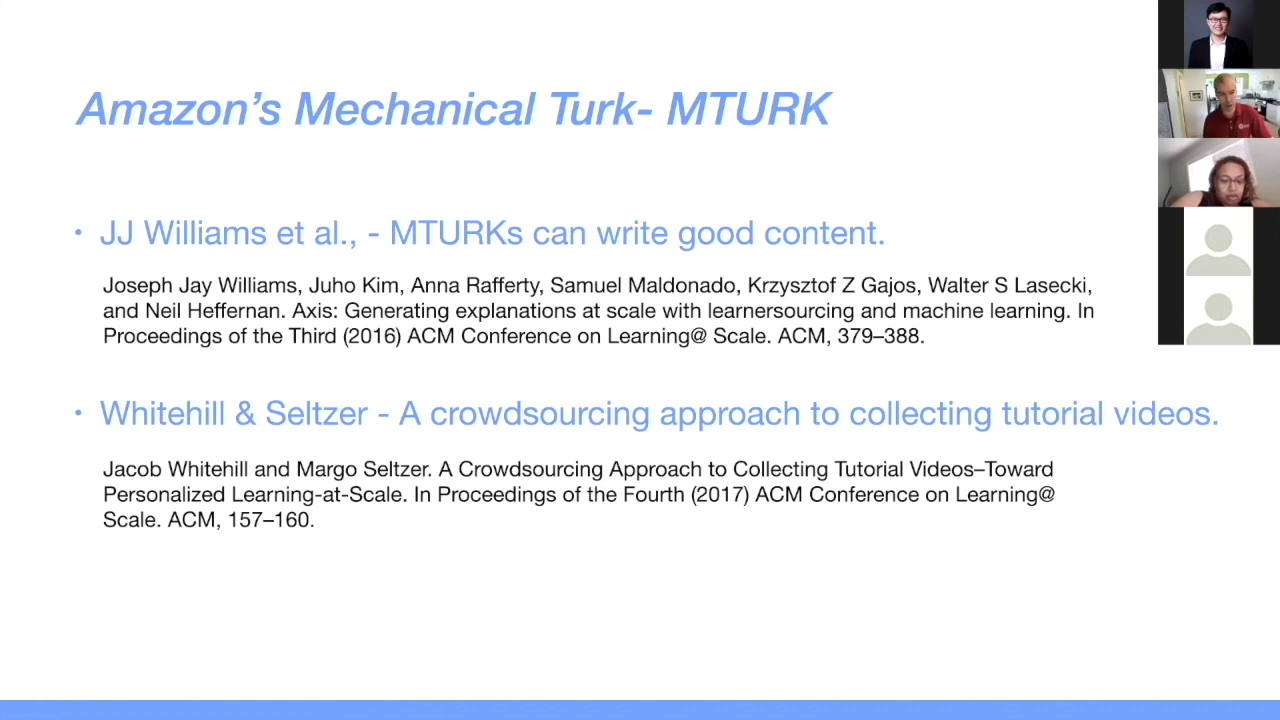 Amazon’s Mechanical Turk- MTURK
• JJ Williams et al., - MTURKs can write good content.
Joseph Jay Williams, Juho Kim, Anna Rafferty, Samuel Maldonado, Krzysztof Z Gajos, Walter S Lasecki,
and Neil Heffernan. Axis: Generating explanations at scale with learnersourcing and machine learning. In
Proceedings of the Third (2016) ACM Conference on Learning@ Scale. ACM, 379–388.
• Whitehill & Seltzer - A crowdsourcing approach to collecting tutorial videos.
Jacob Whitehill and Margo Seltzer. A Crowdsourcing Approach to Collecting Tutorial Videos–Toward
Personalized Learning-at-Scale. In Proceedings of the Fourth (2017) ACM Conference on Learning@
Scale. ACM, 157–160.